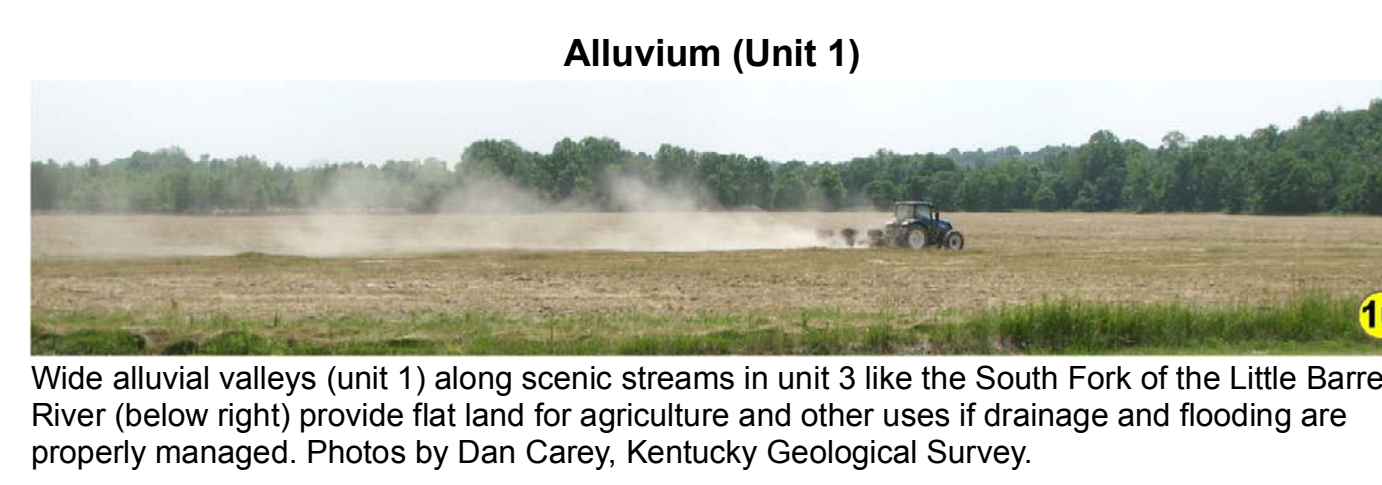 Alluvium (Unit 1)
1
Wide alluvial valleys (unit 1) along scenic streams in unit 3 like the South Fork of the Little Barre
River (below right) provide flat land for agriculture and other uses if drainage and flooding are
properly managed. Photos by Dan Carey, Kentucky Geological Survey.